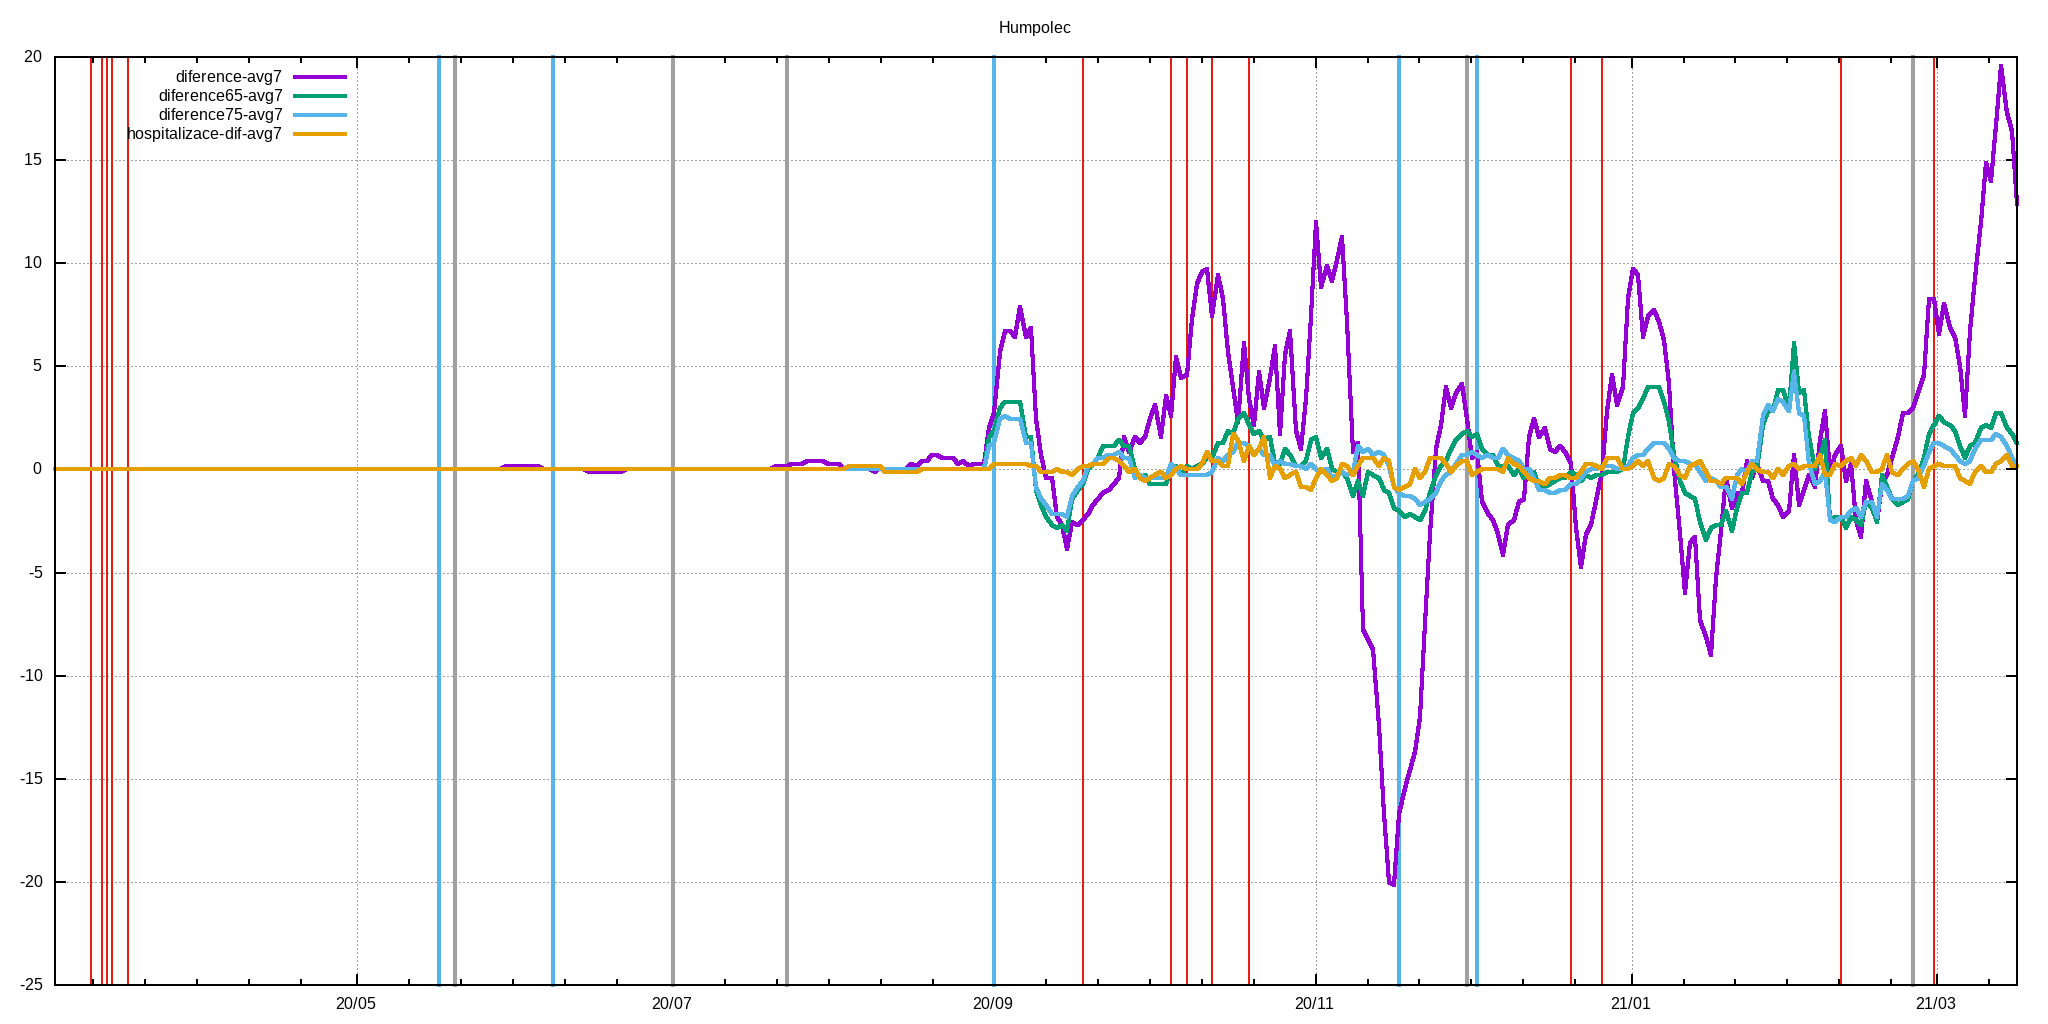 Humpolec
diference-avg7
diference65-avg7
diference75-avg7
hospitalizace-dif-avg7
20
15
10
5
0
-5
-10
-15
-20
-25
20/05 20/07 20/09 20/11 21/01 21/03